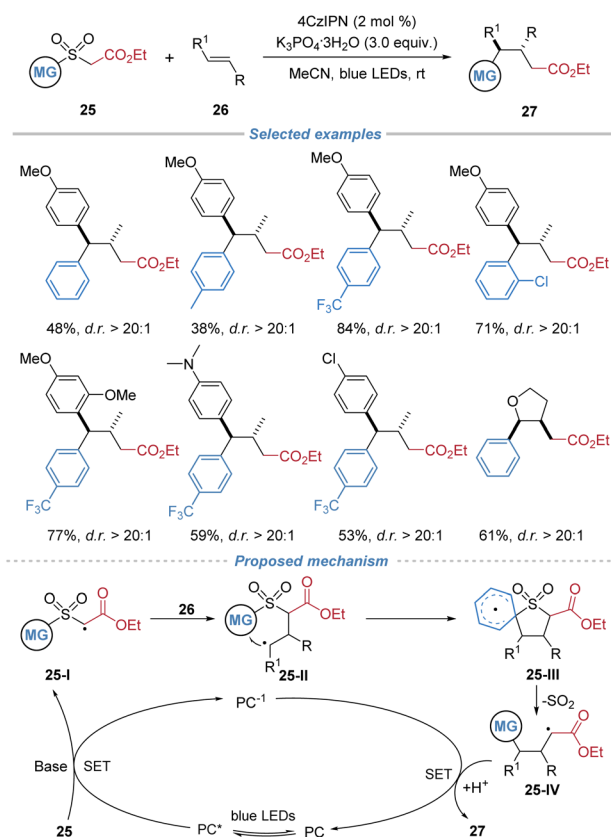 4CzIPN (2 mol %)
K₃PO₄·3H₂O (3.0 equiv.)
MeCN, blue LEDs, rt
O O
S
MG
CO₂Et
+
R¹
R
R¹ R
MG
CO₂Et
25
26
27
Selected examples
MeO
MeO
MeO
MeO
CO₂Et
CO₂Et
CO₂Et
CO₂Et
F₃C
Cl
48%, d.r. > 20:1
38%, d.r. > 20:1
84%, d.r. > 20:1
71%, d.r. > 20:1
MeO
OMe
N
Cl
O
CO₂Et
CO₂Et
CO₂Et
CO₂Et
F₃C
F₃C
F₃C
77%, d.r. > 20:1
59%, d.r. > 20:1
53%, d.r. > 20:1
61%, d.r. > 20:1
Proposed mechanism
O O O
S
MG
OEt
25-I
26
O O O
S
MG
OEt
R
R¹
25-II
O O O
S
OEt
R¹ R
25-III
-SO₂
MG
O
OEt
R¹ R
25-IV
PC⁻¹
Base
SET
SET
+H⁺
blue LEDs
25
PC*
PC
27